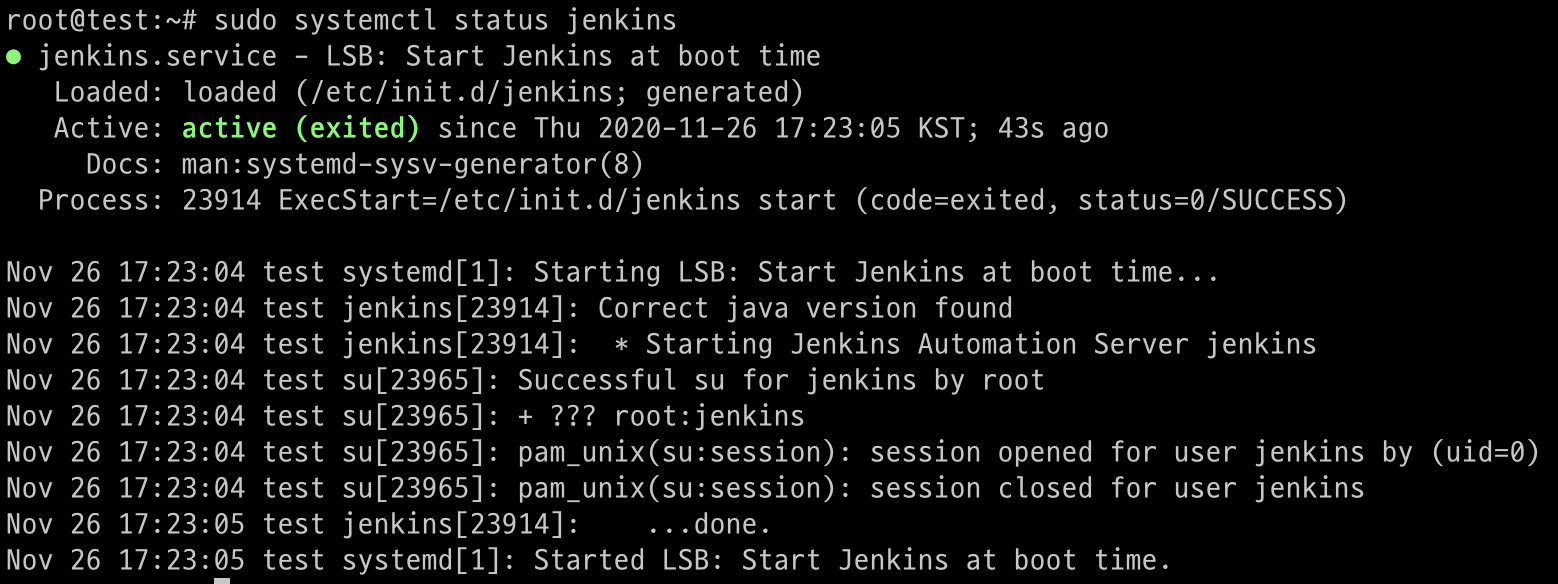 root@test:~# sudo systemctl status jenkins
● jenkins.service - LSB: Start Jenkins at boot time
   Loaded: loaded (/etc/init.d/jenkins; generated)
   Active: active (exited) since Thu 2020-11-26 17:23:05 KST; 43s ago
     Docs: man:systemd-sysv-generator(8)
  Process: 23914 ExecStart=/etc/init.d/jenkins start (code=exited, status=0/SUCCESS)

Nov 26 17:23:04 test systemd[1]: Starting LSB: Start Jenkins at boot time...
Nov 26 17:23:04 test jenkins[23914]: Correct java version found
Nov 26 17:23:04 test jenkins[23914]:  * Starting Jenkins Automation Server jenkins
Nov 26 17:23:04 test su[23965]: Successful su for jenkins by root
Nov 26 17:23:04 test su[23965]: + ??? root:jenkins
Nov 26 17:23:04 test su[23965]: pam_unix(su:session): session opened for user jenkins by (uid=0)
Nov 26 17:23:04 test su[23965]: pam_unix(su:session): session closed for user jenkins
Nov 26 17:23:05 test jenkins[23914]:    ...done.
Nov 26 17:23:05 test systemd[1]: Started LSB: Start Jenkins at boot time.